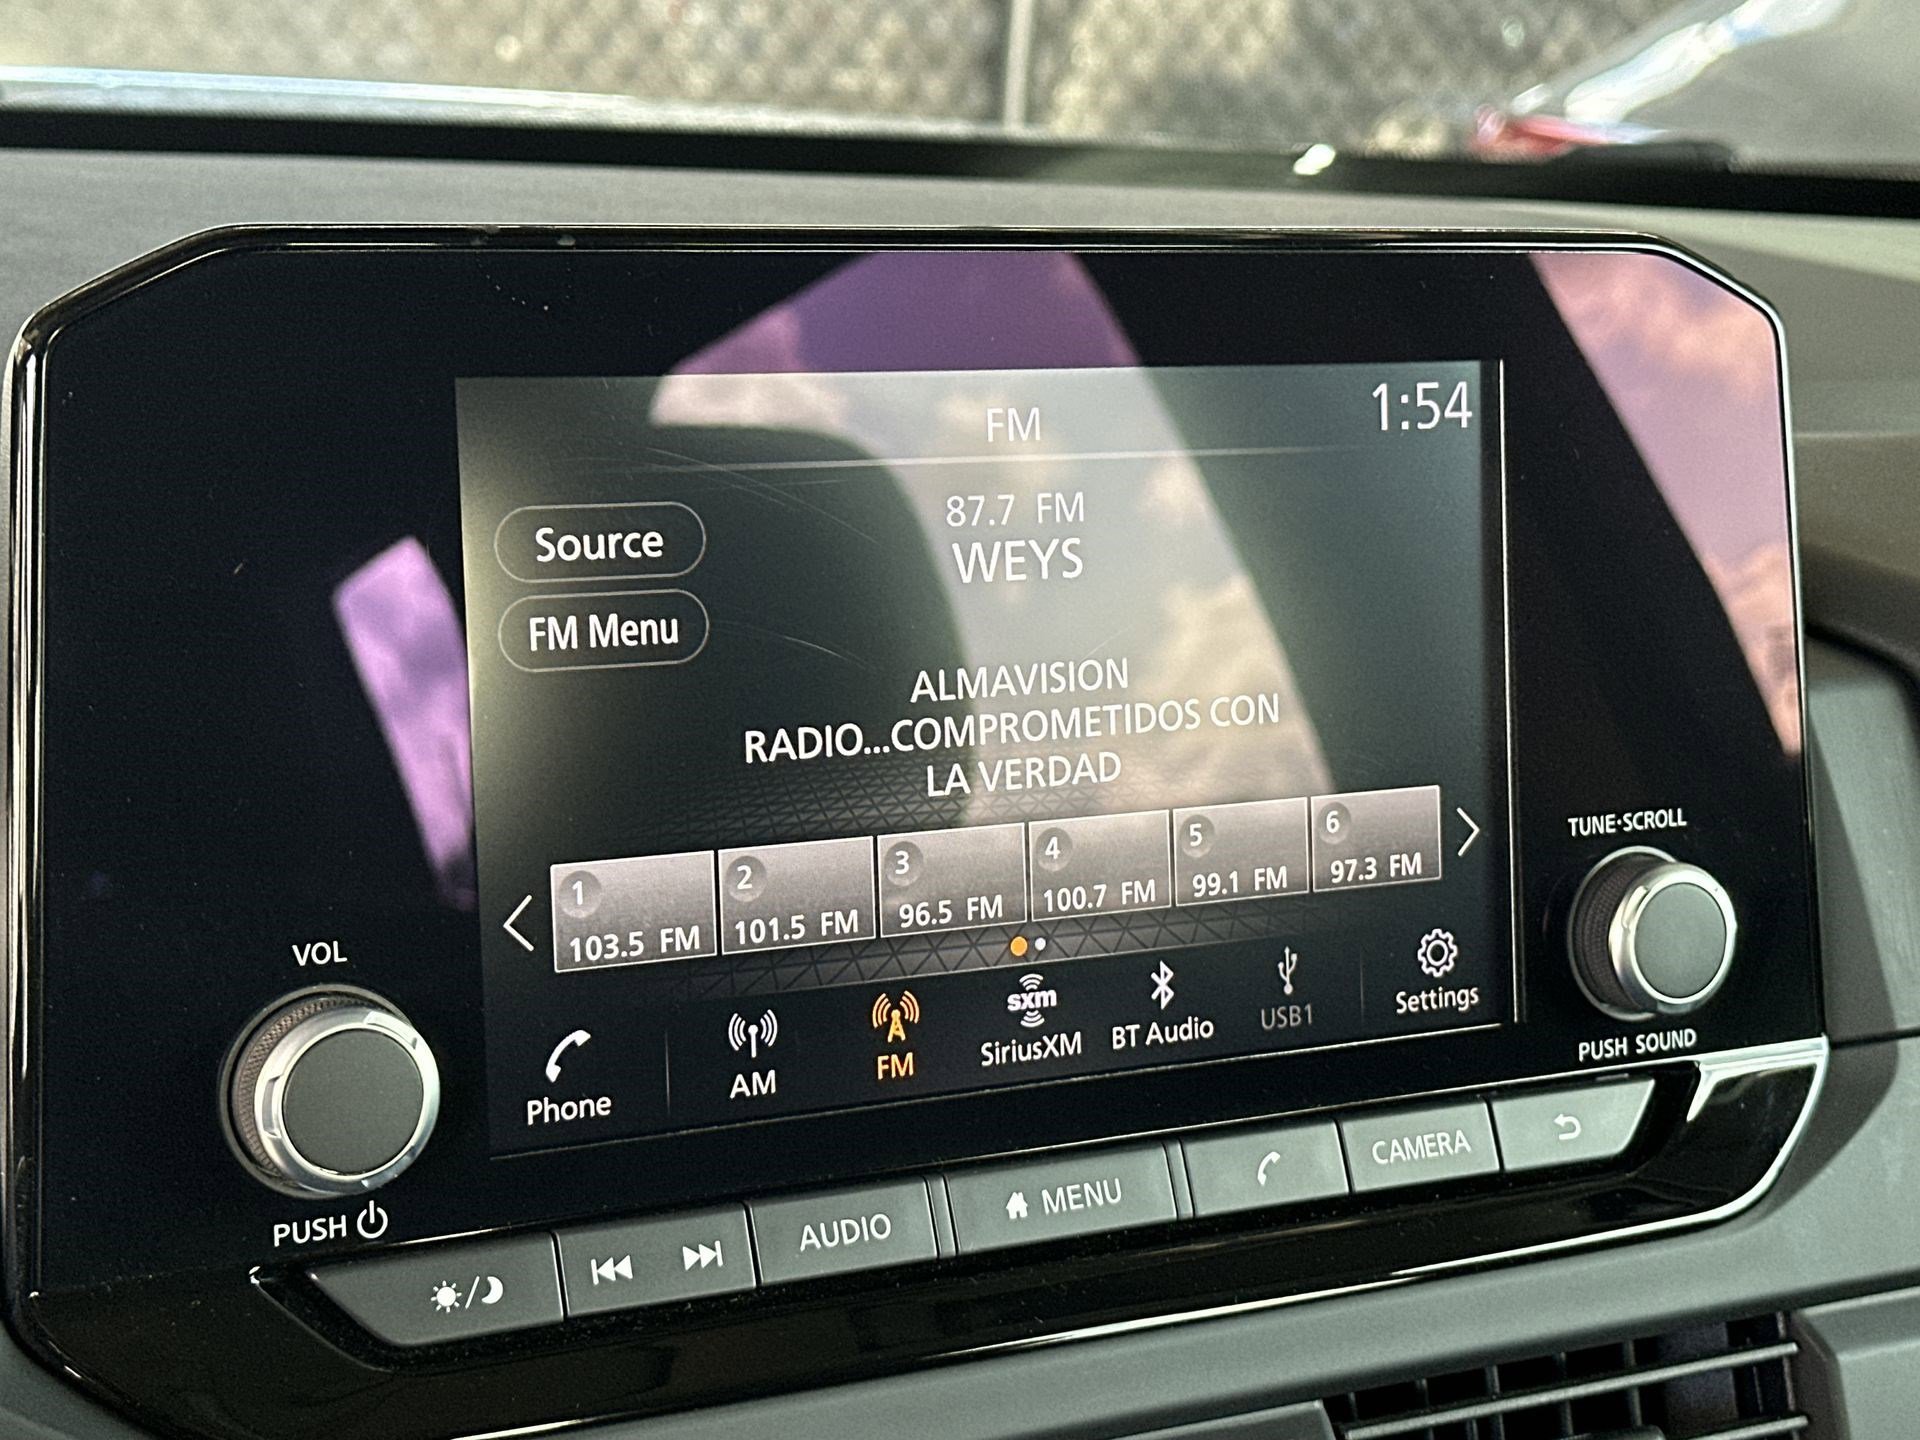 FM
1:54
87.7 FM
WEYS
Source
FM Menu
ALMAVISION
RADIO...COMPROMETIDOS CON
LA VERDAD
1
103.5 FM
2
101.5 FM
3
96.5 FM
4
100.7 FM
5
99.1 FM
6
97.3 FM
Phone
AM
FM
sxm
SiriusXM
BT Audio
USB1
Settings
VOL
PUSH
TUNE·SCROLL
PUSH SOUND
AUDIO
MENU
CAMERA